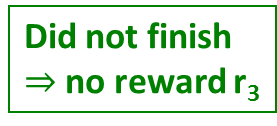 Did not finish
⇒ no reward r₃